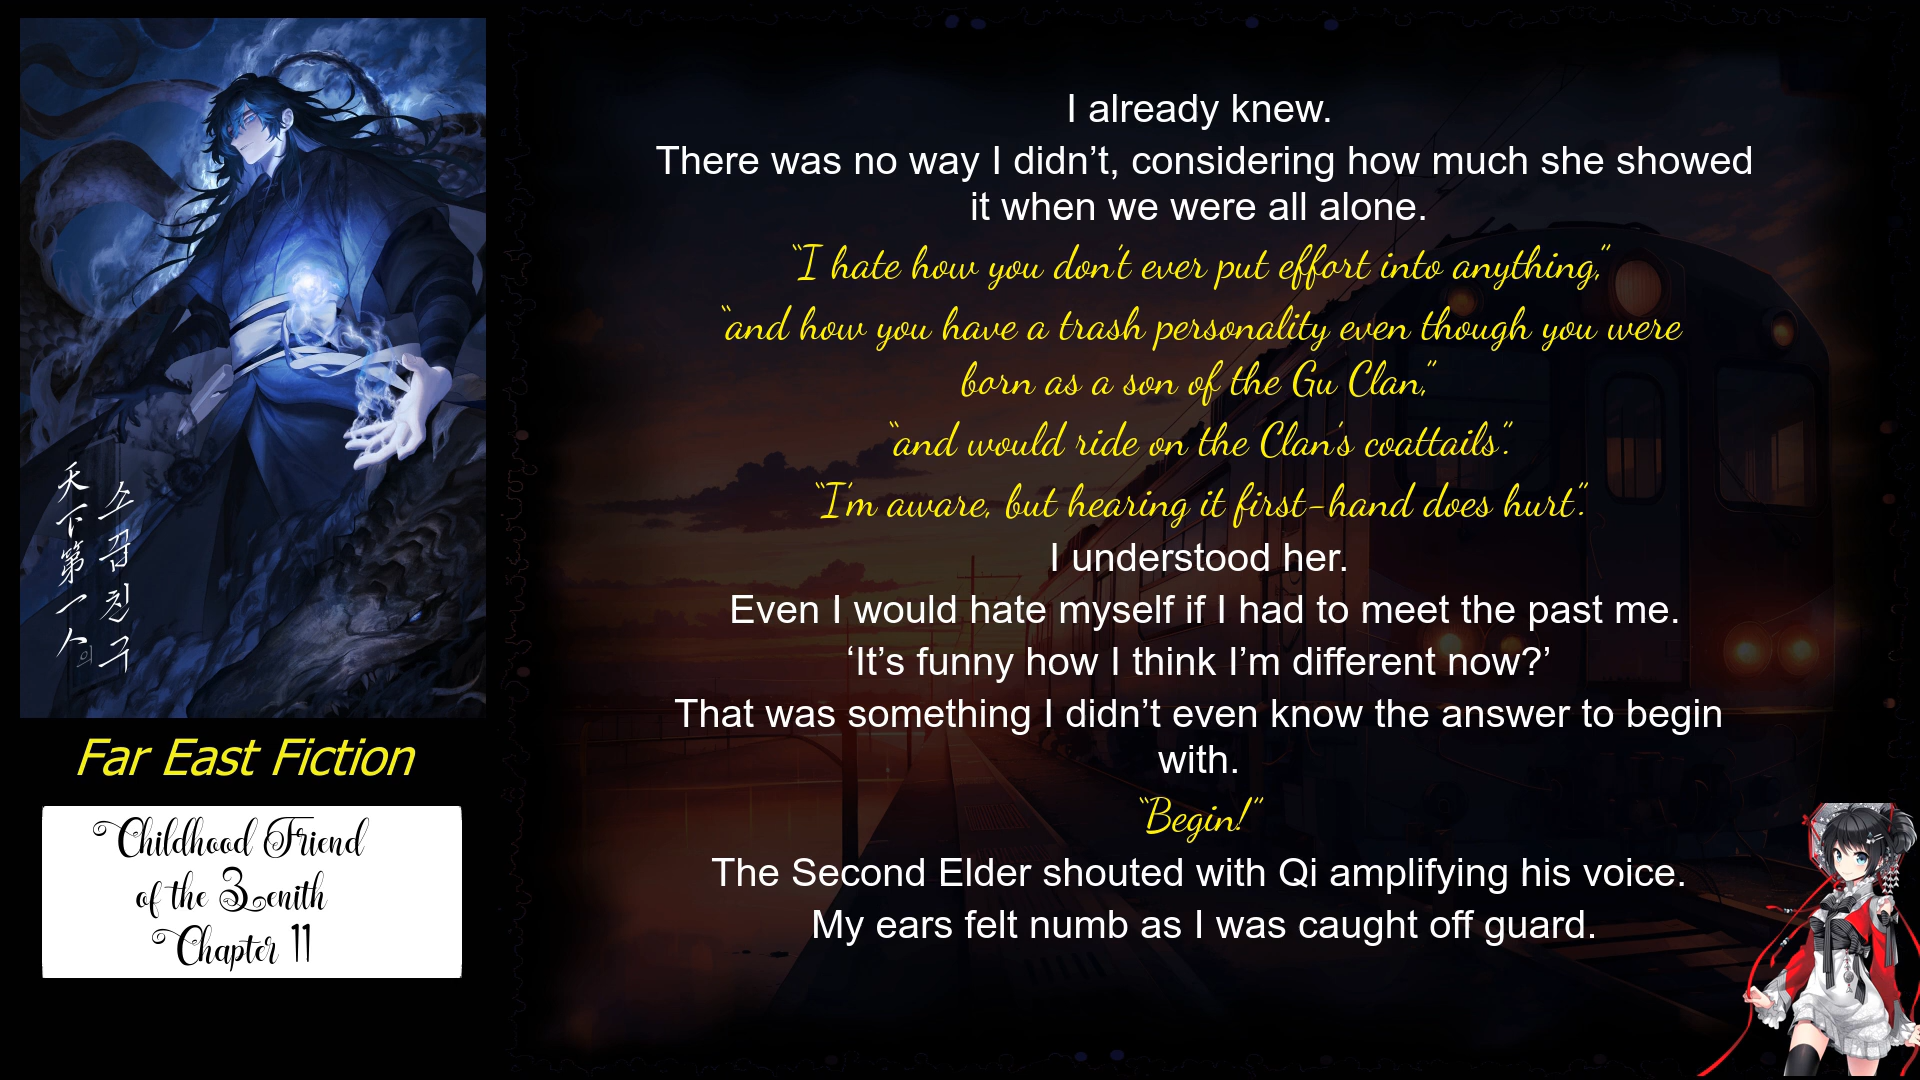 天下第一人의
소꿉친구
Far East Fiction
Childhood Friend
of the Zenith
Chapter 11
I already knew.
There was no way I didn’t, considering how much she showed
it when we were all alone.
“I hate how you don’t ever put effort into anything,”
“and how you have a trash personality even though you were
born as a son of the Gu Clan,”
“and would ride on the Clan’s coattails”.
“I’m aware, but hearing it first-hand does hurt”.
I understood her.
Even I would hate myself if I had to meet the past me.
‘It’s funny how I think I’m different now?’
That was something I didn’t even know the answer to begin
with.
“Begin!”
The Second Elder shouted with Qi amplifying his voice.
My ears felt numb as I was caught off guard.